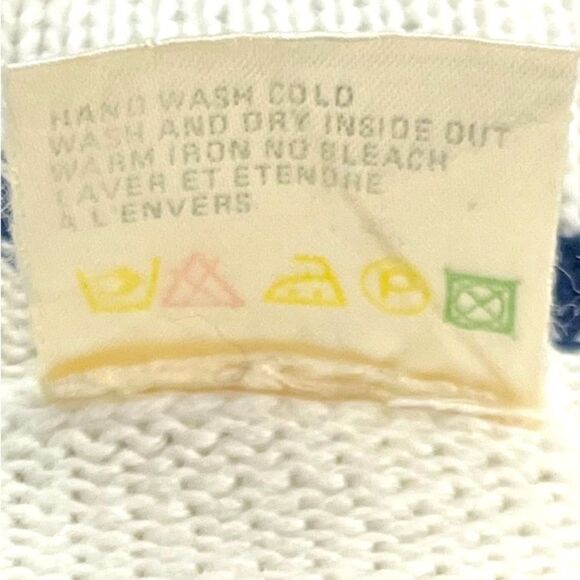 HAND WASH COLD
WASH AND DRY INSIDE OUT
WARM IRON NO BLEACH
LAVER ET ETENDRE
A L'ENVERS
P